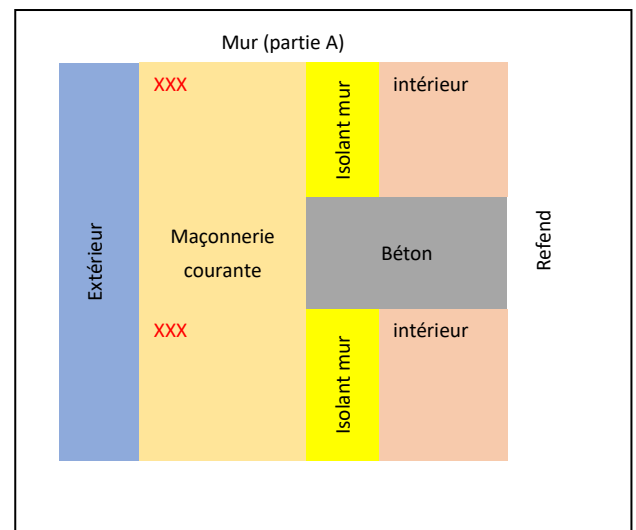 Mur (partie A)
XXX
Isolant mur
intérieur
Extérieur
Maçonnerie
courante
Béton
Refend
XXX
Isolant mur
intérieur